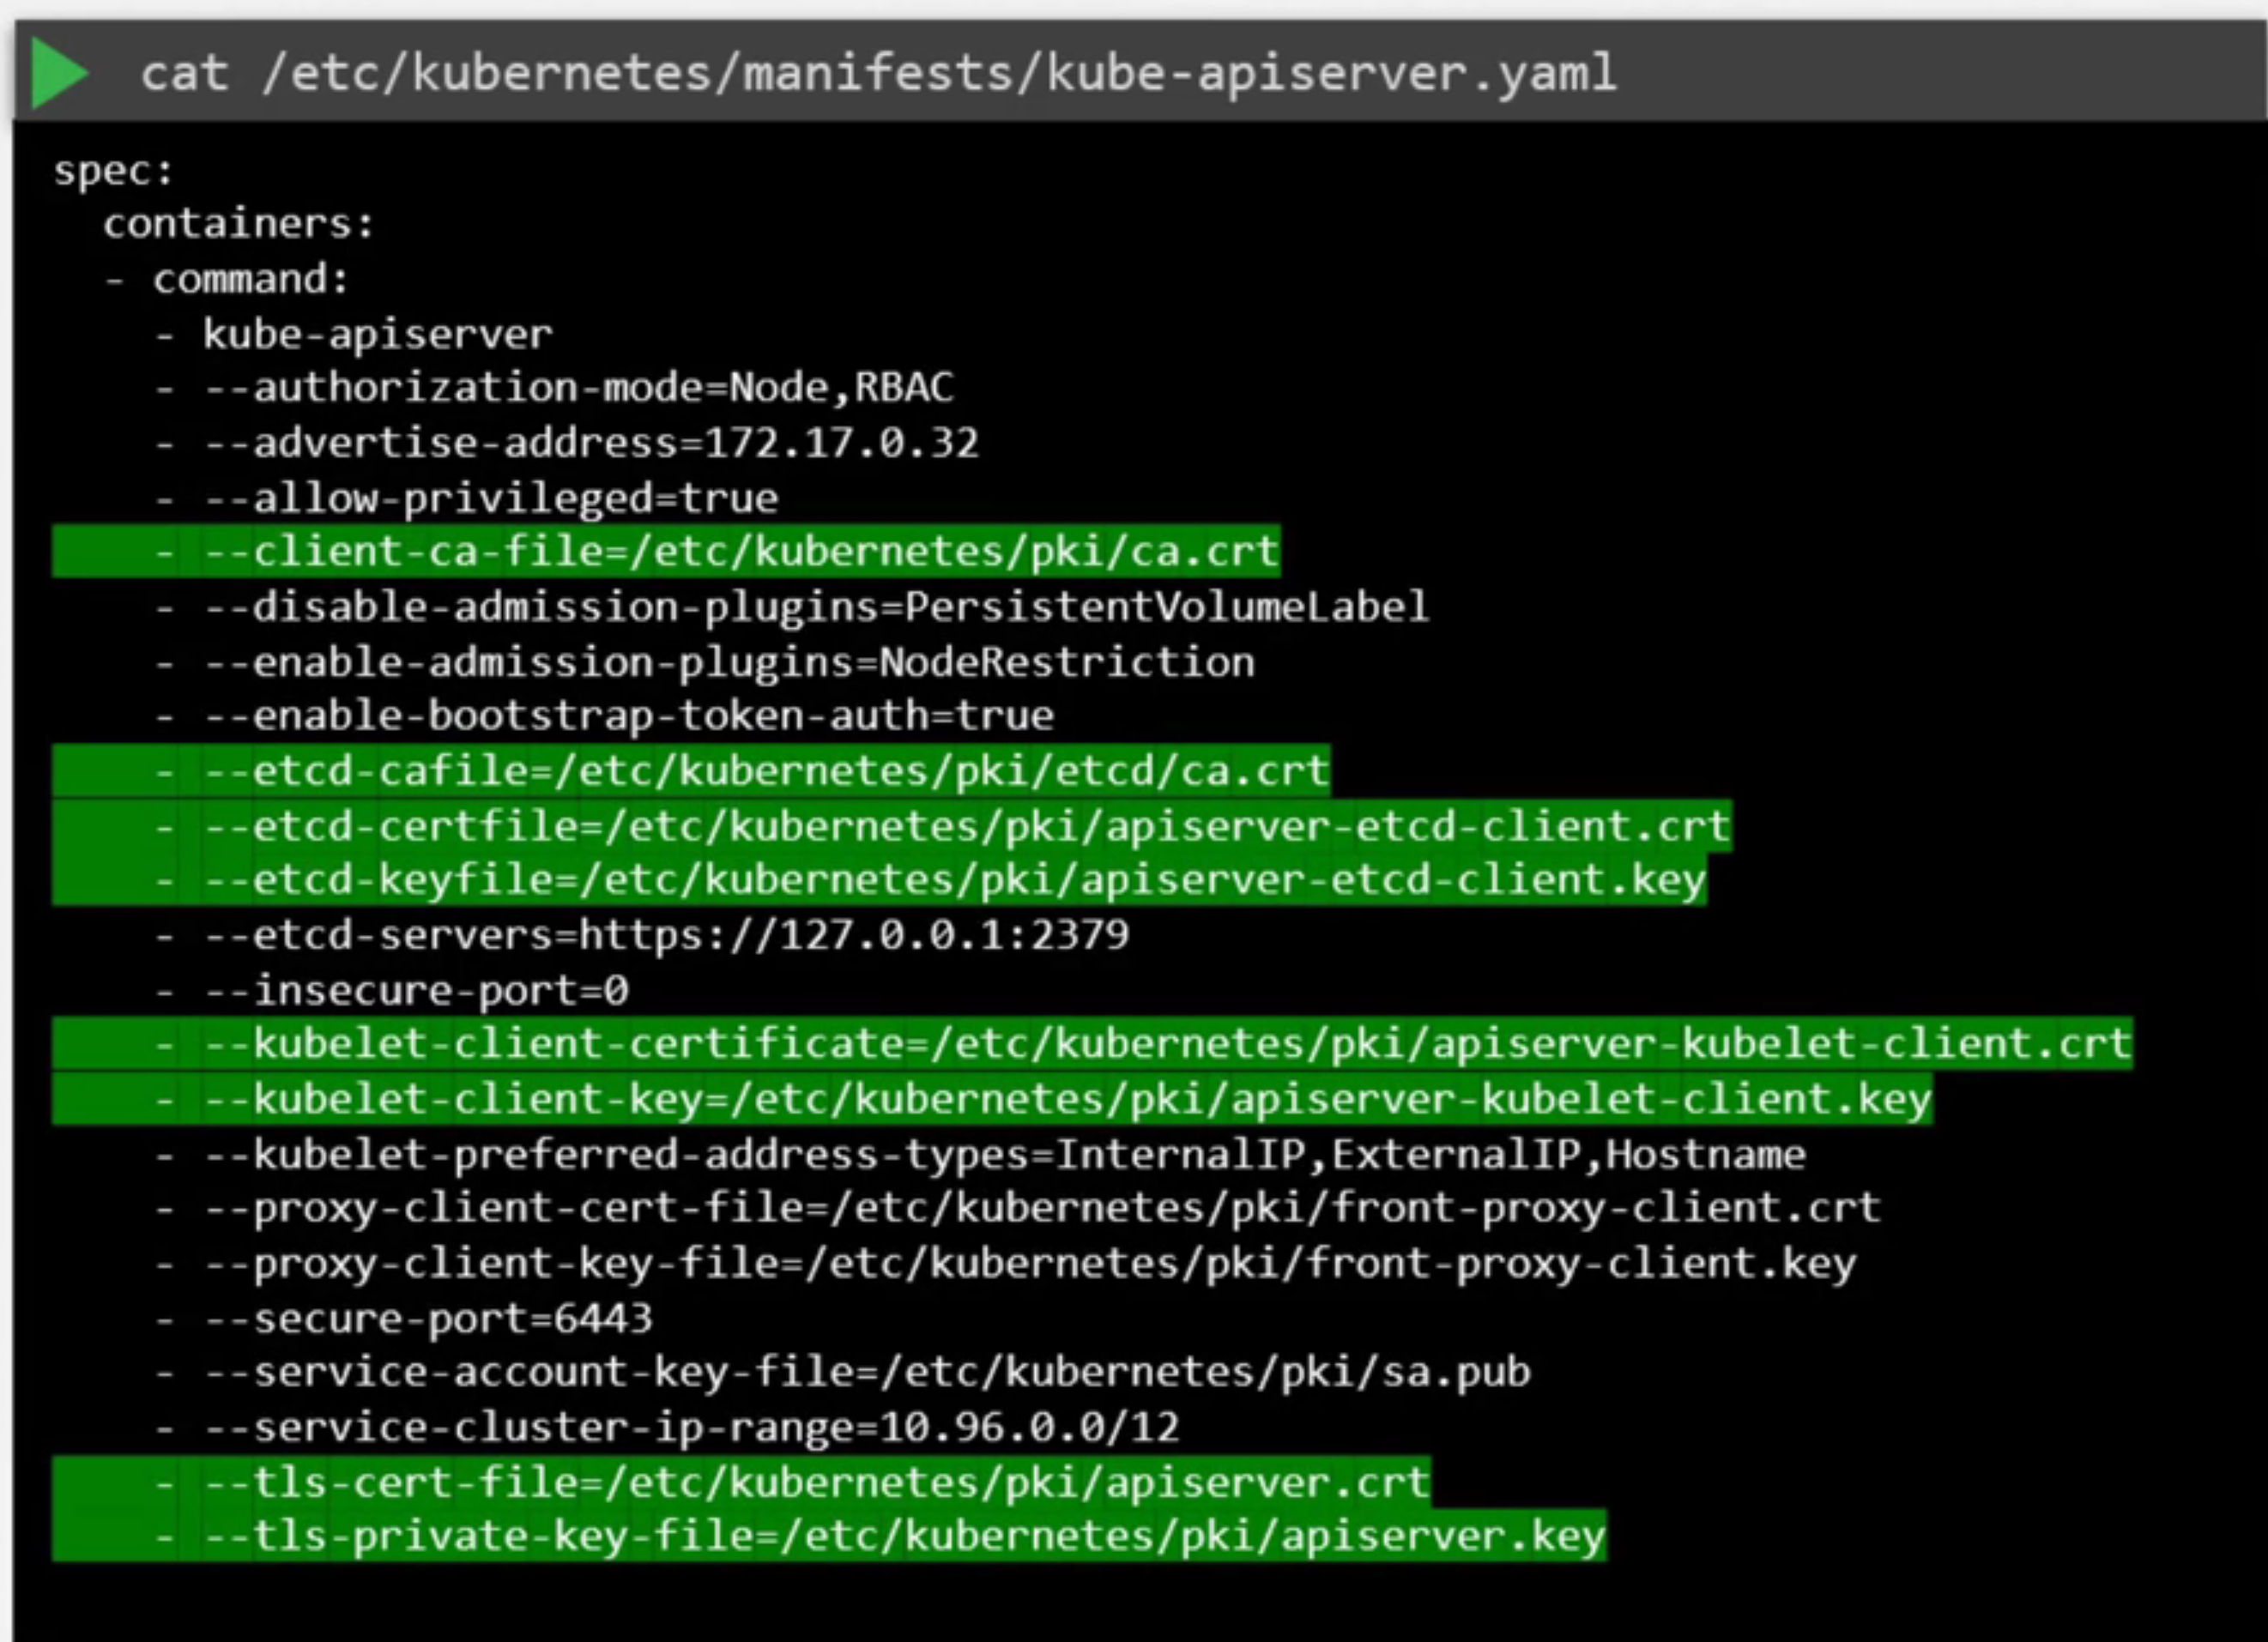 cat /etc/kubernetes/manifests/kube-apiserver.yaml
spec:
  containers:
  - command:
    - kube-apiserver
    - --authorization-mode=Node,RBAC
    - --advertise-address=172.17.0.32
    - --allow-privileged=true
    - --client-ca-file=/etc/kubernetes/pki/ca.crt
    - --disable-admission-plugins=PersistentVolumeLabel
    - --enable-admission-plugins=NodeRestriction
    - --enable-bootstrap-token-auth=true
    - --etcd-cafile=/etc/kubernetes/pki/etcd/ca.crt
    - --etcd-certfile=/etc/kubernetes/pki/apiserver-etcd-client.crt
    - --etcd-keyfile=/etc/kubernetes/pki/apiserver-etcd-client.key
    - --etcd-servers=https://127.0.0.1:2379
    - --insecure-port=0
    - --kubelet-client-certificate=/etc/kubernetes/pki/apiserver-kubelet-client.crt
    - --kubelet-client-key=/etc/kubernetes/pki/apiserver-kubelet-client.key
    - --kubelet-preferred-address-types=InternalIP,ExternalIP,Hostname
    - --proxy-client-cert-file=/etc/kubernetes/pki/front-proxy-client.crt
    - --proxy-client-key-file=/etc/kubernetes/pki/front-proxy-client.key
    - --secure-port=6443
    - --service-account-key-file=/etc/kubernetes/pki/sa.pub
    - --service-cluster-ip-range=10.96.0.0/12
    - --tls-cert-file=/etc/kubernetes/pki/apiserver.crt
    - --tls-private-key-file=/etc/kubernetes/pki/apiserver.key